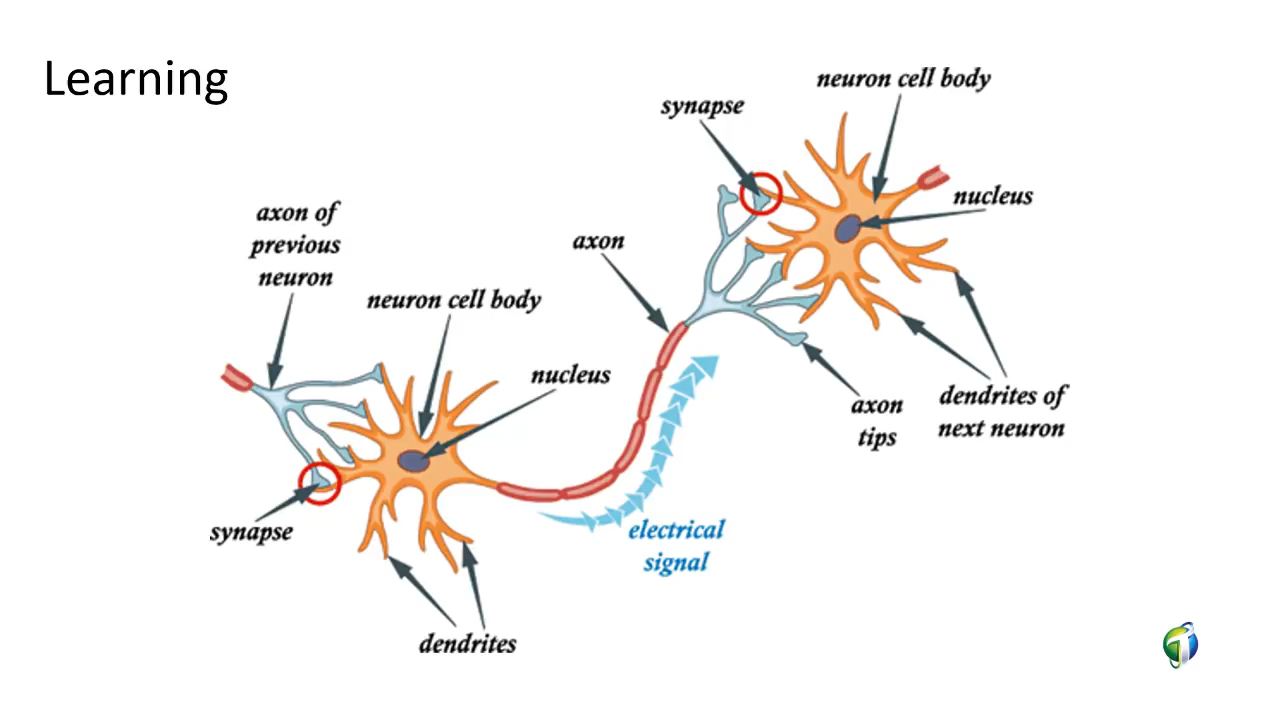 Learning
neuron cell body
synapse
nucleus
axon of
previous
neuron
axon
neuron cell body
nucleus
axon
tips
dendrites of
next neuron
synapse
electrical
signal
dendrites